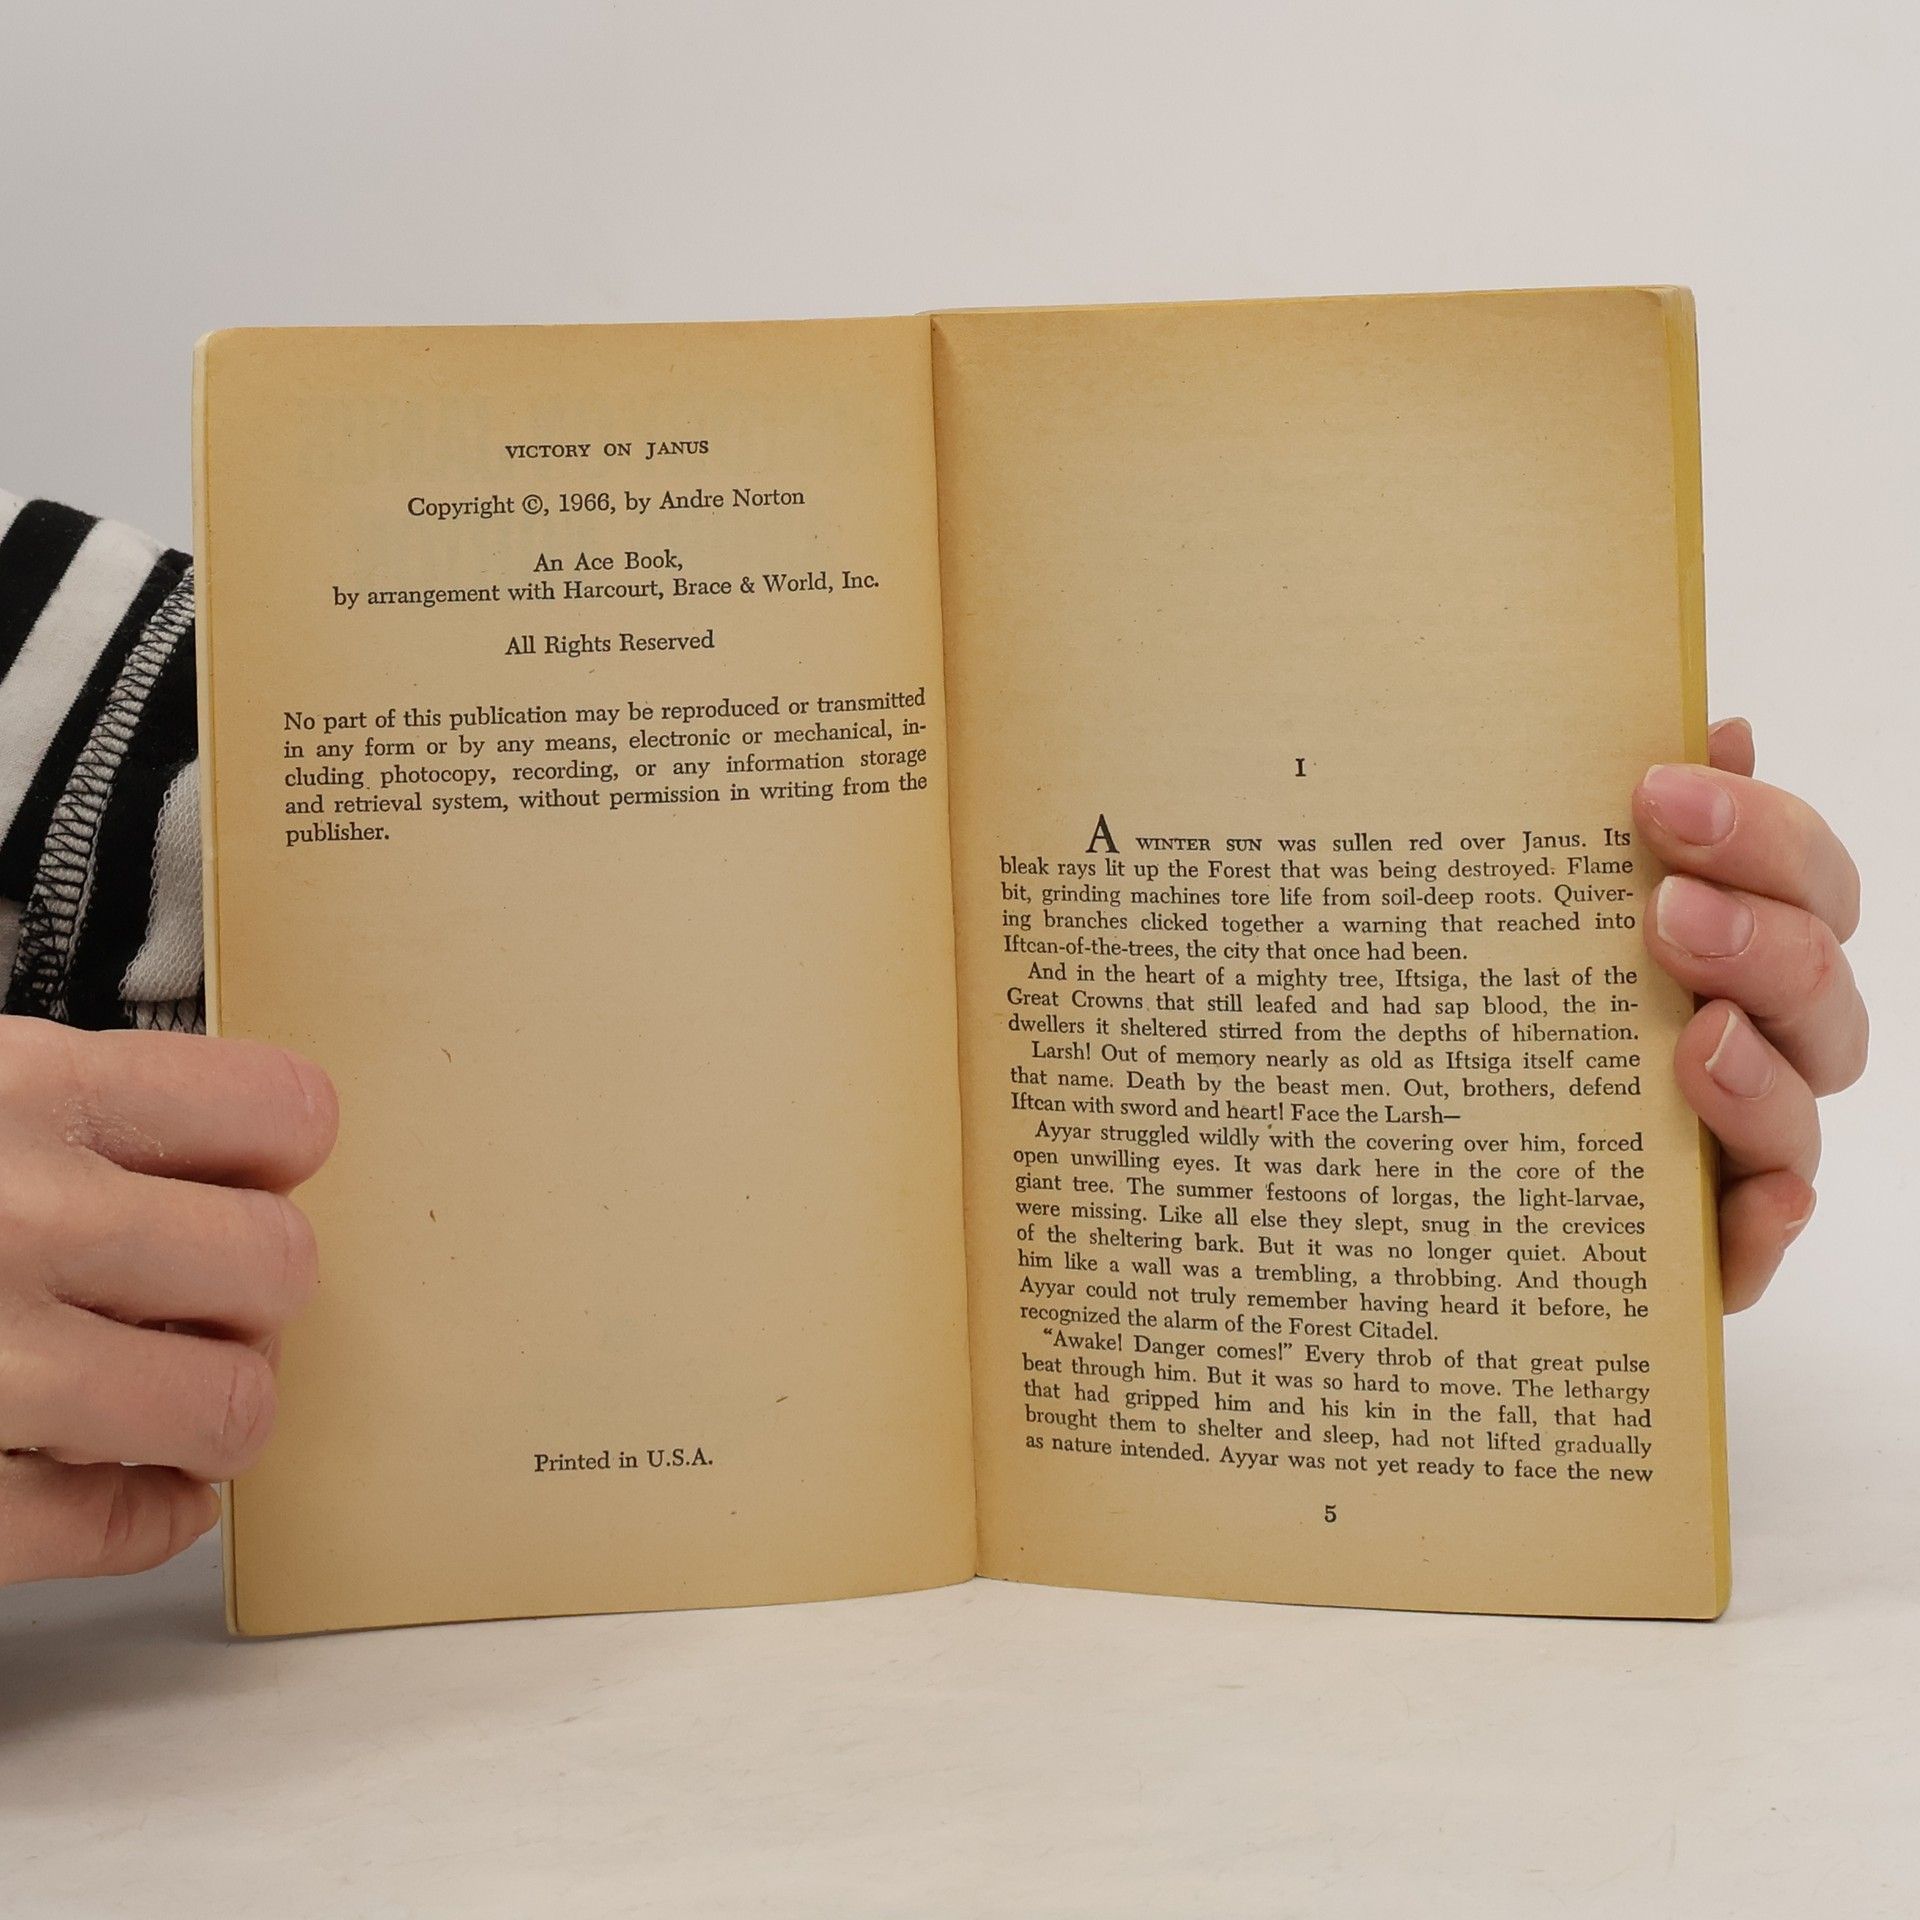 VICTORY ON JANUS
Copyright ©, 1966, by Andre Norton
An Ace Book,
by arrangement with Harcourt, Brace & World, Inc.
All Rights Reserved
No part of this publication may be reproduced or transmitted
in any form or by any means, electronic or mechanical, in-
cluding photocopy, recording, or any information storage
and retrieval system, without permission in writing from the
publisher.
Printed in U.S.A.
I
A WINTER SUN was sullen red over Janus. Its
bleak rays lit up the Forest that was being destroyed. Flame
bit, grinding machines tore life from soil-deep roots. Quiver-
ing branches clicked together a warning that reached into
Iftcan-of-the-trees, the city that once had been.
And in the heart of a mighty tree, Iftsiga, the last of the
Great Crowns that still leafed and had sap blood, the in-
dwellers it sheltered stirred from the depths of hibernation.
Larsh! Out of memory nearly as old as Iftsiga itself came
that name. Death by the beast men. Out, brothers, defend
Iftcan with sword and heart! Face the Larsh—
Ayyar struggled wildly with the covering over him, forced
open unwilling eyes. It was dark here in the core of the
giant tree. The summer festoons of lorgas, the light-larvae,
were missing. Like all else they slept, snug in the crevices
of the sheltering bark. But it was no longer quiet. About
him like a wall was a trembling, a throbbing. And though
Ayyar could not truly remember having heard it before, he
recognized the alarm of the Forest Citadel.
“Awake! Danger comes!” Every throb of that great pulse
beat through him. But it was so hard to move. The lethargy
that had gripped him and his kin in the fall, that had
brought them to shelter and sleep, had not lifted gradually
as nature intended. Ayyar was not yet ready to face the new
5